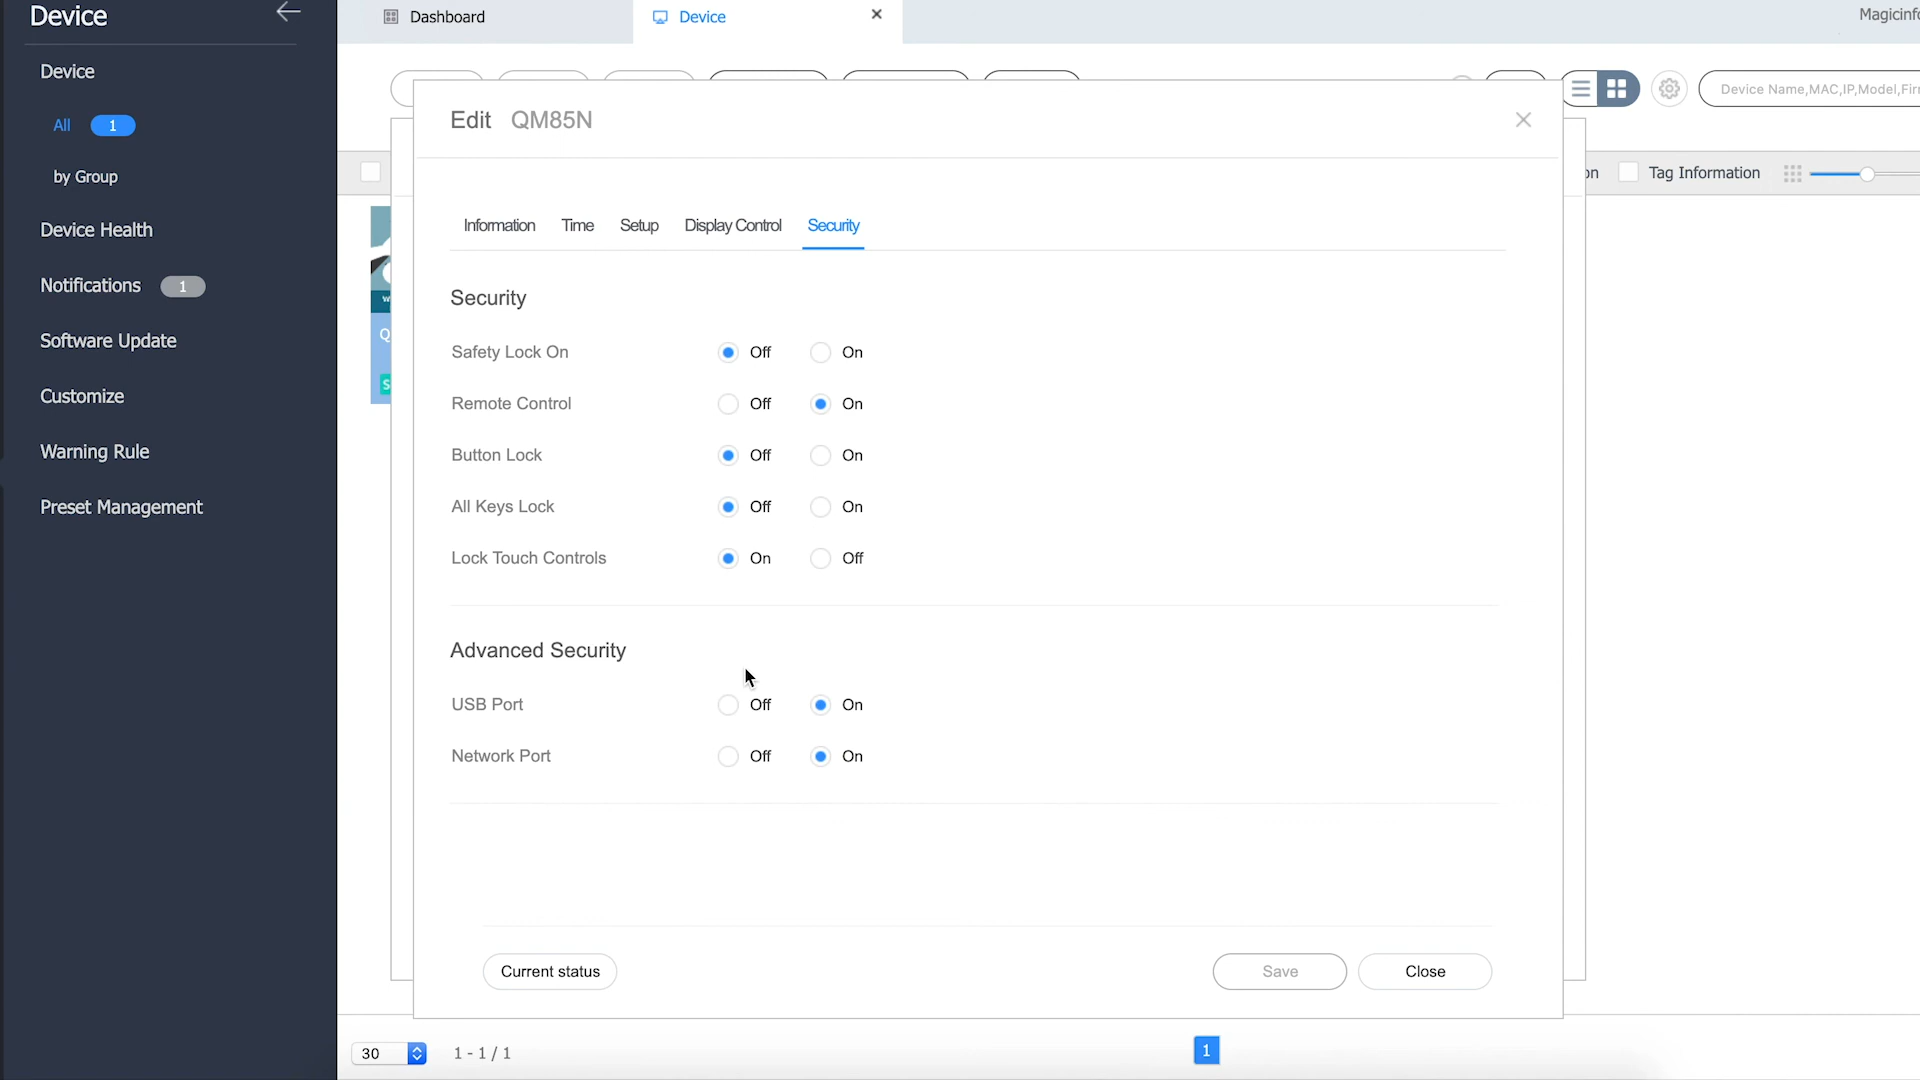 Device
Dashboard
Device
Magicinfo
Device
All 1
by Group
Device Health
Notifications 1
Software Update
Customize
Warning Rule
Preset Management
Device Name,MAC,IP,Model,Fir
on
Tag Information
Edit QM85N
Information Time Setup Display Control Security
Security
Safety Lock On Off On
Remote Control Off On
Button Lock Off On
All Keys Lock Off On
Lock Touch Controls On Off
Advanced Security
USB Port Off On
Network Port Off On
Current status
Save
Close
30
1 - 1 / 1
1